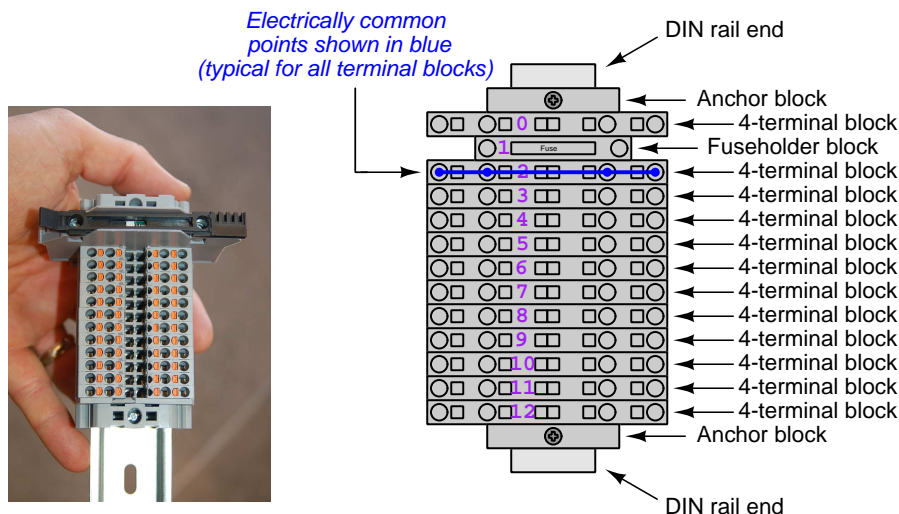 Electrically common
points shown in blue
(typical for all terminal blocks)
DIN rail end
Anchor block
0
4-terminal block
1
Fuse
Fuseholder block
2
4-terminal block
3
4-terminal block
4
4-terminal block
5
4-terminal block
6
4-terminal block
7
4-terminal block
8
4-terminal block
9
4-terminal block
10
4-terminal block
11
4-terminal block
12
4-terminal block
Anchor block
DIN rail end